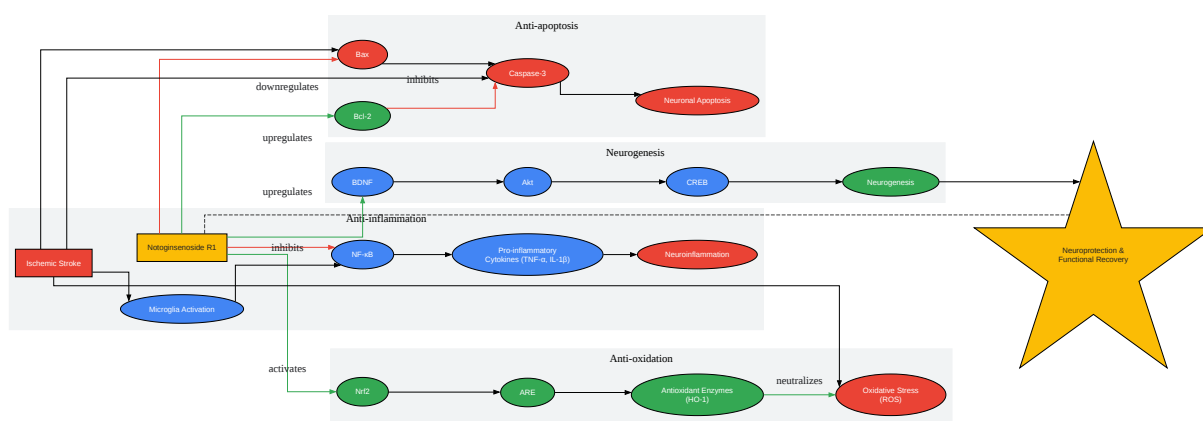 Anti-apoptosis
Bax
Caspase-3
inhibits
downregulates
Neuronal Apoptosis
Bcl-2
upregulates
Neurogenesis
BDNF
Akt
CREB
Neurogenesis
upregulates
Anti-inflammation
Notoginsenoside R1
inhibits
NF-κB
Pro-inflammatory
Cytokines (TNF-α, IL-1β)
Neuroinflammation
Ischemic Stroke
Microglia Activation
Neuroprotection &
Functional Recovery
Anti-oxidation
activates
Nrf2
ARE
Antioxidant Enzymes
(HO-1)
neutralizes
Oxidative Stress
(ROS)